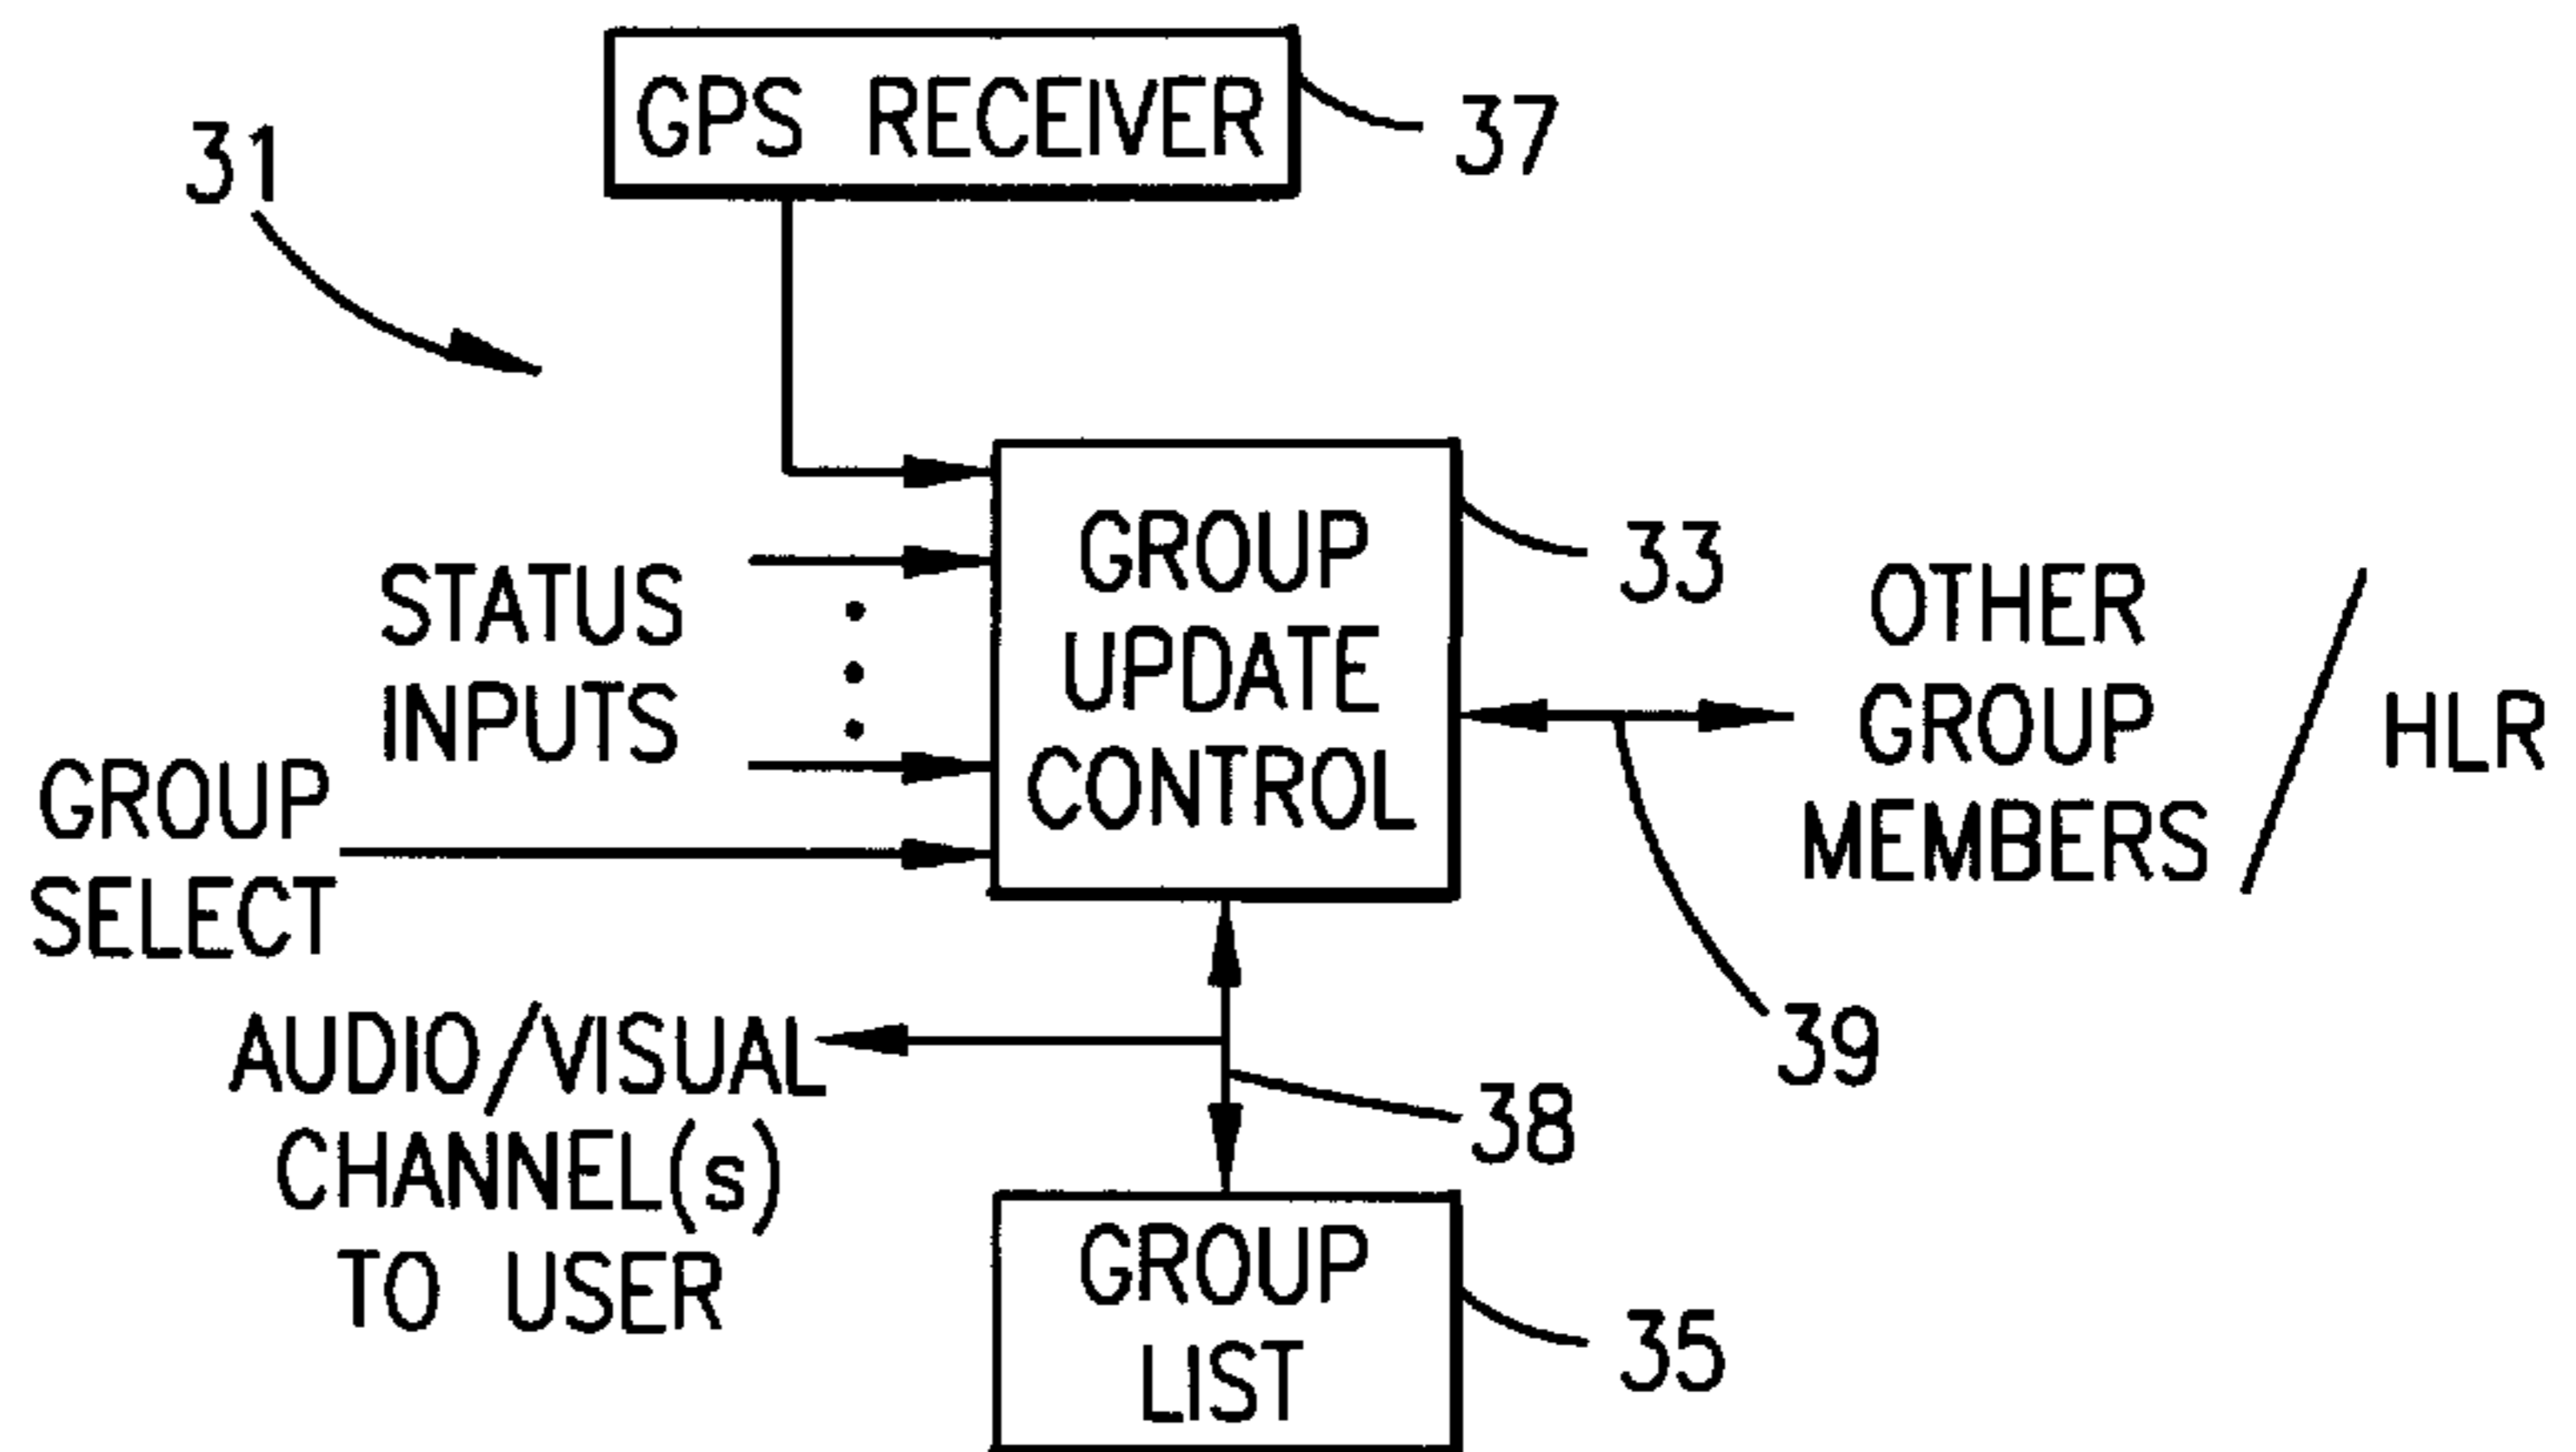 GPS RECEIVER
37
31
GROUP
UPDATE
CONTROL
33
STATUS
INPUTS
GROUP
SELECT
OTHER
GROUP
MEMBERS
/ HLR
39
AUDIO/VISUAL
CHANNEL(s)
TO USER
38
GROUP
LIST
35